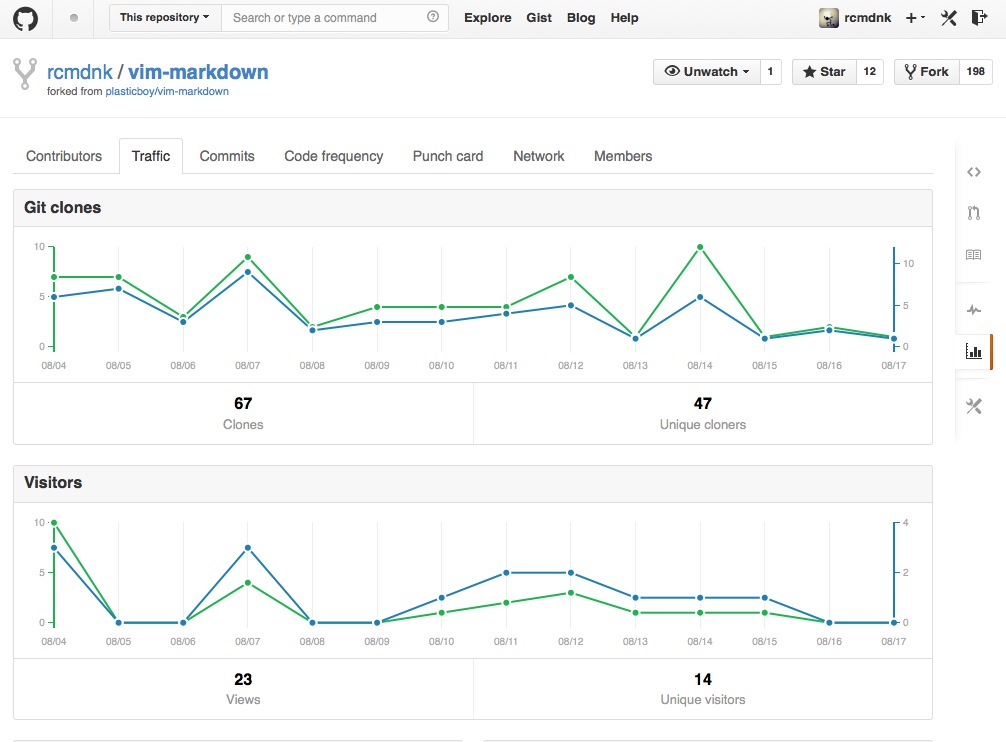 This repository Search or type a command Explore Gist Blog Help rcmdnk
rcmdnk / vim-markdown Unwatch 1 Star 12 Fork 198
forked from plasticboy/vim-markdown
Contributors Traffic Commits Code frequency Punch card Network Members
Git clones
10 10
5 5
0 0
08/04 08/05 08/06 08/07 08/08 08/09 08/10 08/11 08/12 08/13 08/14 08/15 08/16 08/17
67 47
Clones Unique cloners
Visitors
10 4
5 2
0 0
08/04 08/05 08/06 08/07 08/08 08/09 08/10 08/11 08/12 08/13 08/14 08/15 08/16 08/17
23 14
Views Unique visitors